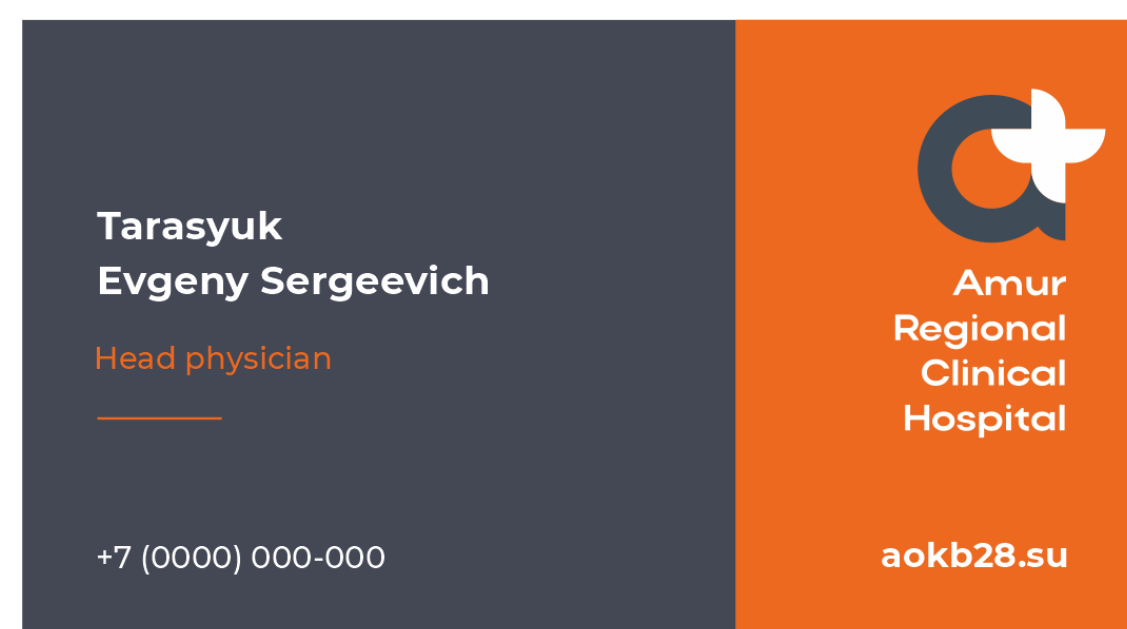 Tarasyuk
Evgeny Sergeevich
Head physician
+7 (0000) 000-000
Amur
Regional
Clinical
Hospital
aokb28.su